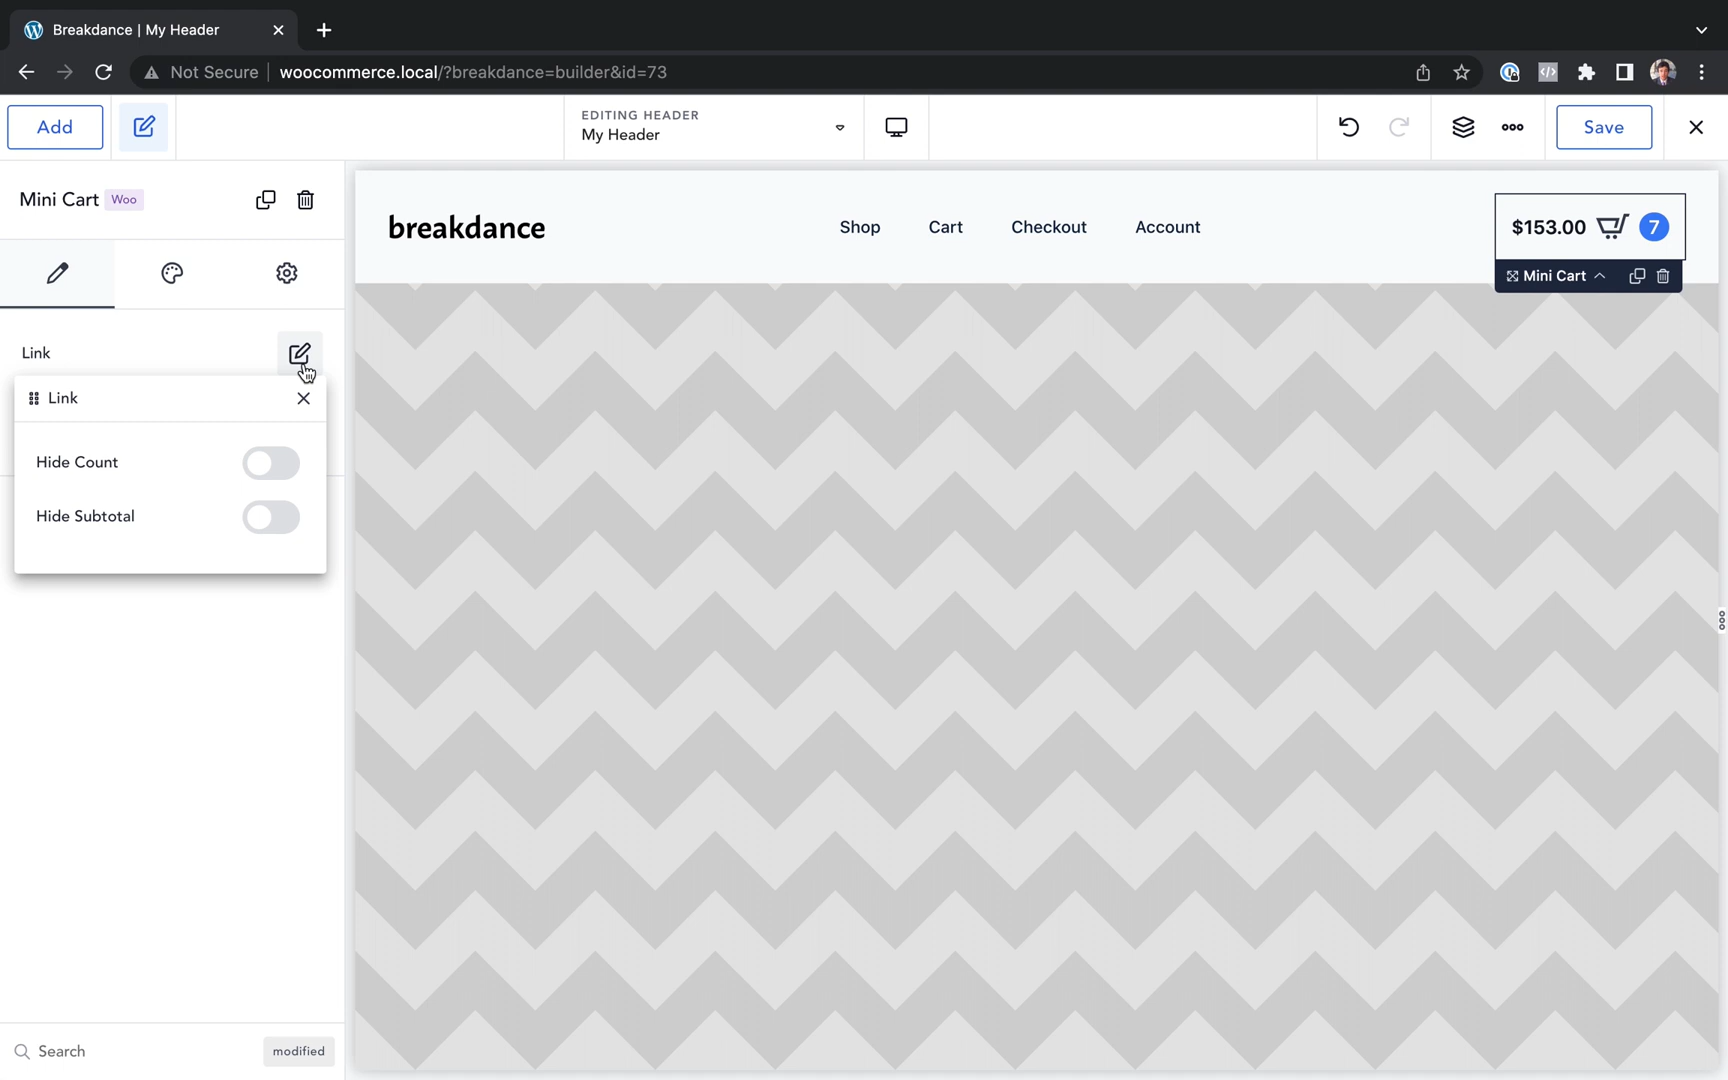 Breakdance | My Header
Not Secure woocommerce.local/?breakdance=builder&id=73
Add
EDITING HEADER
My Header
Save
Mini Cart Woo
breakdance
Shop Cart Checkout Account
$153.00 7
Mini Cart
Link
Link
Hide Count
Hide Subtotal
Search
modified